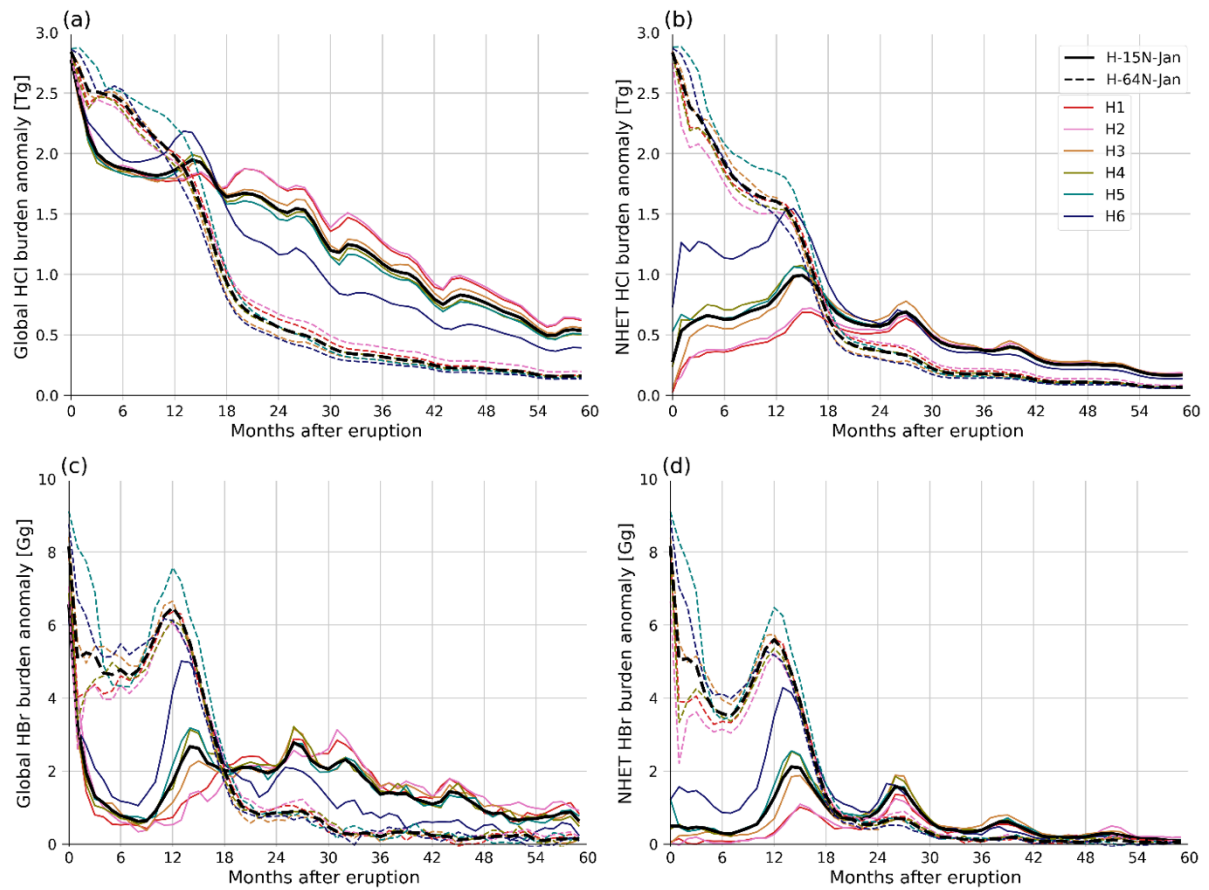 (a)
Global HCl burden anomaly [Tg]
3.0
2.5
2.0
1.5
1.0
0.5
0.0
0 6 12 18 24 30 36 42 48 54 60
Months after eruption
(b)
NHET HCl burden anomaly [Tg]
3.0
2.5
2.0
1.5
1.0
0.5
0.0
0 6 12 18 24 30 36 42 48 54 60
Months after eruption
H-15N-Jan
H-64N-Jan
H1
H2
H3
H4
H5
H6
(c)
Global HBr burden anomaly [Gg]
10
8
6
4
2
0
0 6 12 18 24 30 36 42 48 54 60
Months after eruption
(d)
NHET HBr burden anomaly [Gg]
10
8
6
4
2
0
0 6 12 18 24 30 36 42 48 54 60
Months after eruption